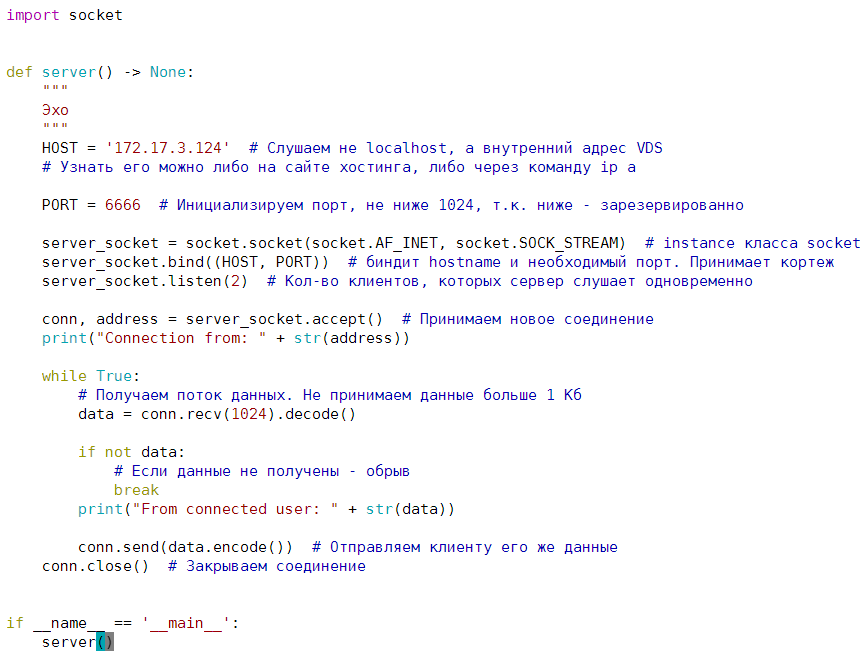 import socket
def server() -> None:
"""
Эхо
"""
HOST = '172.17.3.124'  # Слушаем не localhost, а внутренний адрес VDS
# Узнать его можно либо на сайте хостинга, либо через команду ip a
PORT = 6666  # Инициализируем порт, не ниже 1024, т.к. ниже - зарезервированно
server_socket = socket.socket(socket.AF_INET, socket.SOCK_STREAM)  # instance класса socket
server_socket.bind((HOST, PORT))  # биндит hostname и необходимый порт. Принимает кортеж
server_socket.listen(2)  # Кол-во клиентов, которых сервер слушает одновременно
conn, address = server_socket.accept()  # Принимаем новое соединение
print("Connection from: " + str(address))
while True:
# Получаем поток данных. Не принимаем данные больше 1 Кб
data = conn.recv(1024).decode()
if not data:
# Если данные не получены - обрыв
break
print("From connected user: " + str(data))
conn.send(data.encode())  # Отправляем клиенту его же данные
conn.close()  # Закрываем соединение
if __name__ == '__main__':
server()